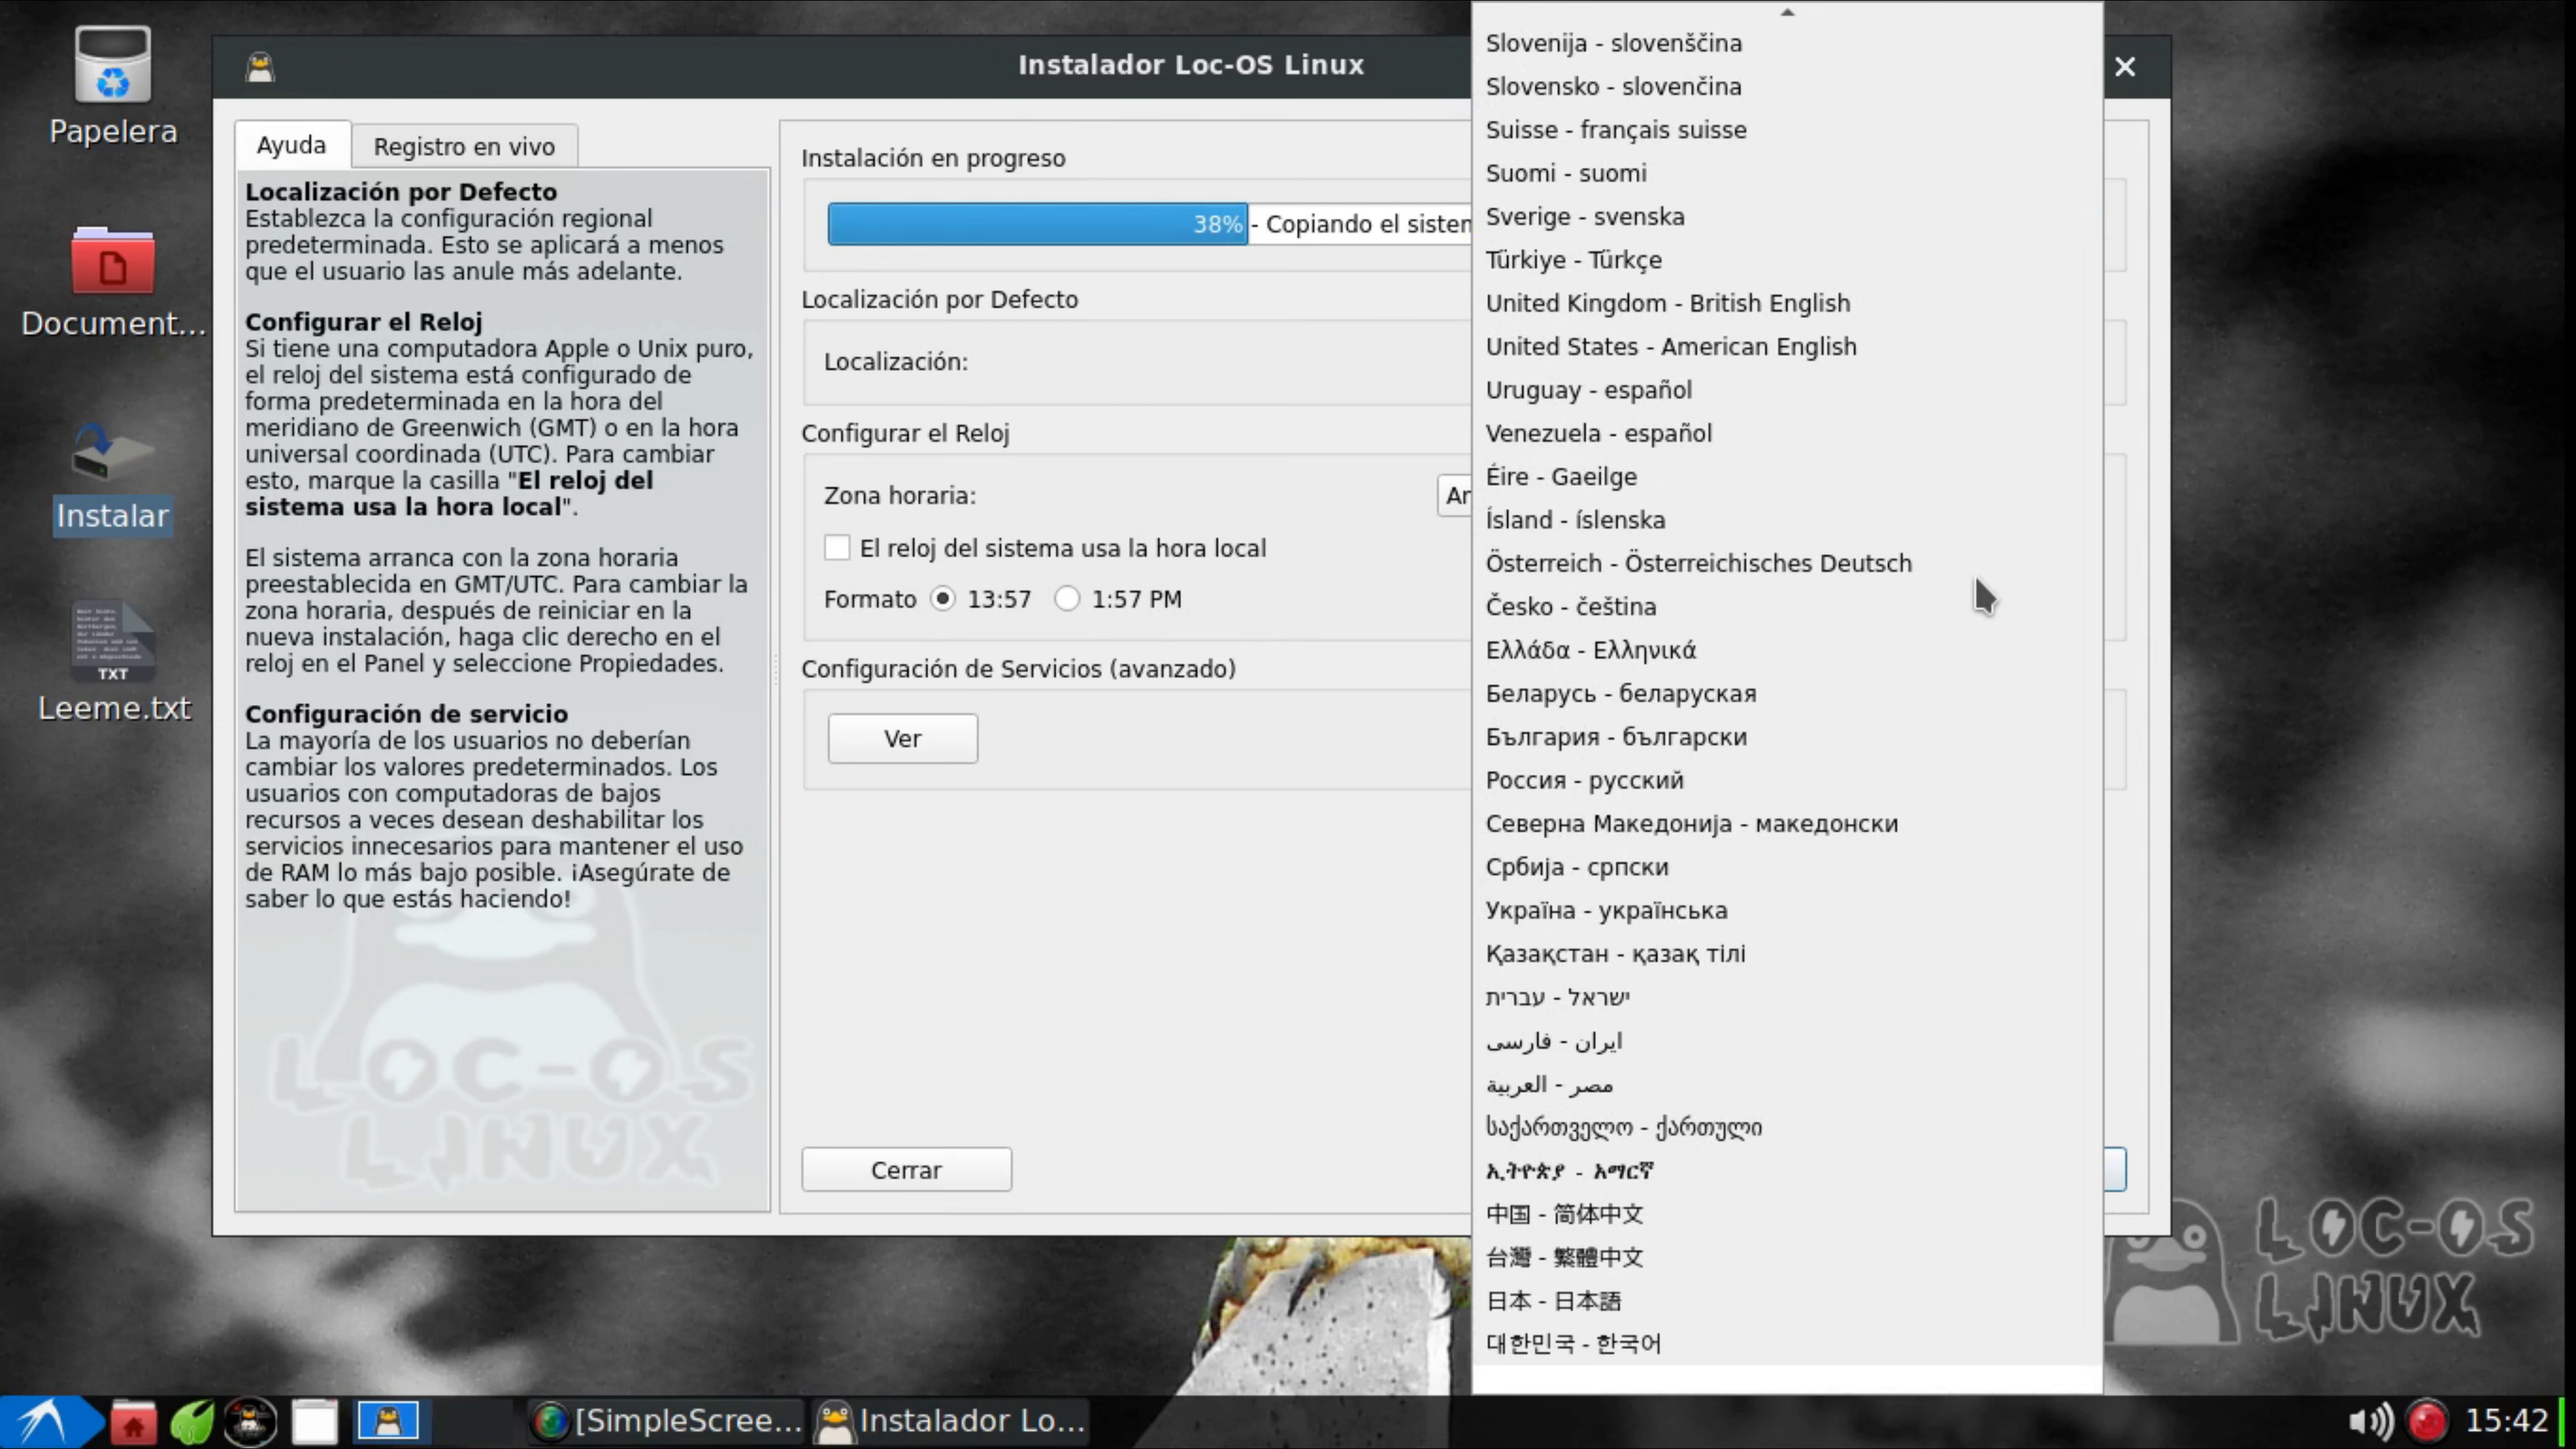 Papelera
Document...
Instalar
TXT
Leeme.txt
Instalador Loc-OS Linux
Ayuda
Registro en vivo
Localización por Defecto
Establezca la configuración regional
predeterminada. Esto se aplicará a menos
que el usuario las anule más adelante.
Configurar el Reloj
Si tiene una computadora Apple o Unix puro,
el reloj del sistema está configurado de
forma predeterminada en la hora del
meridiano de Greenwich (GMT) o en la hora
universal coordinada (UTC). Para cambiar
esto, marque la casilla "El reloj del
sistema usa la hora local".
El sistema arranca con la zona horaria
preestablecida en GMT/UTC. Para cambiar la
zona horaria, después de reiniciar en la
nueva instalación, haga clic derecho en el
reloj en el Panel y seleccione Propiedades.
Configuración de servicio
La mayoría de los usuarios no deberían
cambiar los valores predeterminados. Los
usuarios con computadoras de bajos
recursos a veces desean deshabilitar los
servicios innecesarios para mantener el uso
de RAM lo más bajo posible. ¡Asegúrate de
saber lo que estás haciendo!
LOC-OS
LINUX
Instalación en progreso
38% - Copiando el sistem
Localización por Defecto
Localización:
Configurar el Reloj
Zona horaria:
Ar
El reloj del sistema usa la hora local
Formato 13:57 1:57 PM
Configuración de Servicios (avanzado)
Ver
Cerrar
Slovenija - slovenščina
Slovensko - slovenčina
Suisse - français suisse
Suomi - suomi
Sverige - svenska
Türkiye - Türkçe
United Kingdom - British English
United States - American English
Uruguay - español
Venezuela - español
Éire - Gaeilge
Ísland - íslenska
Österreich - Österreichisches Deutsch
Česko - čeština
Ελλάδα - Ελληνικά
Беларусь - беларуская
България - български
Россия - русский
Северна Македонија - македонски
Србија - српски
Україна - українська
Қазақстан - қазақ тілі
ישראל - עברית
ایران - فارسی
مصر - العربية
საქართველო - ქართული
ኢትዮጵያ - አማርኛ
中国 - 简体中文
台灣 - 繁體中文
日本 - 日本語
대한민국 - 한국어
LOC-OS
LINUX
[SimpleScree...
Instalador Lo...
15:42